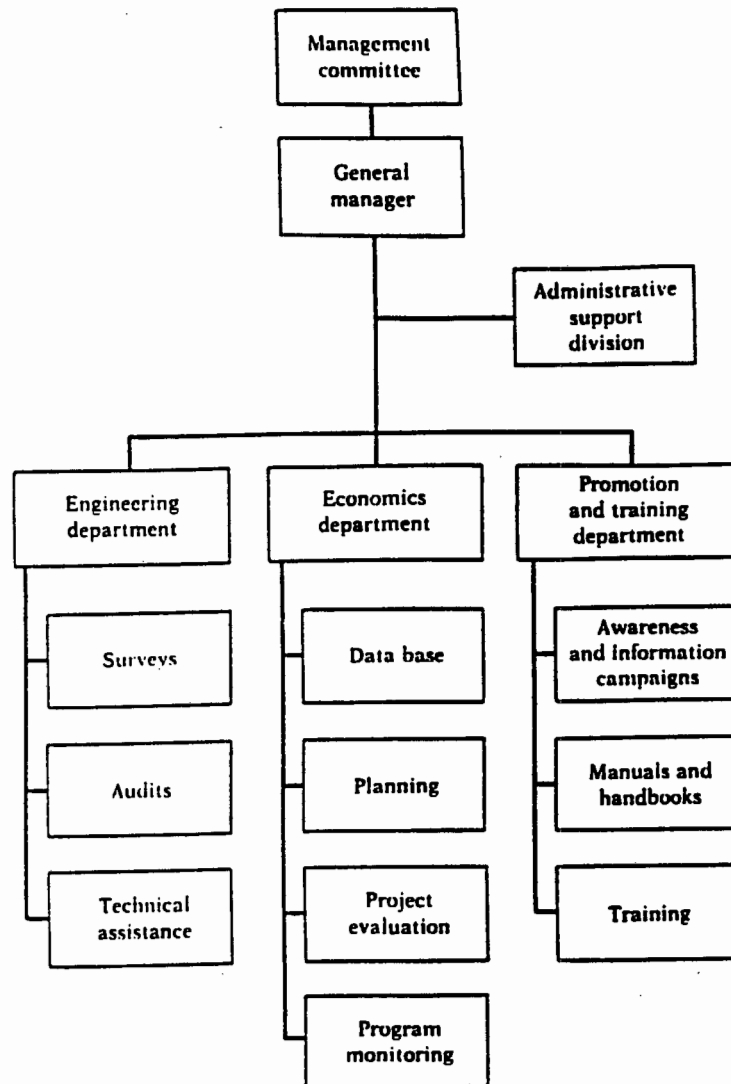 Management
committee
General
manager
Administrative
support
division
Engineering
department
Economics
department
Promotion
and training
department
Surveys
Data base
Awareness
and information
campaigns
Audits
Planning
Manuals and
handbooks
Technical
assistance
Project
evaluation
Training
Program
monitoring